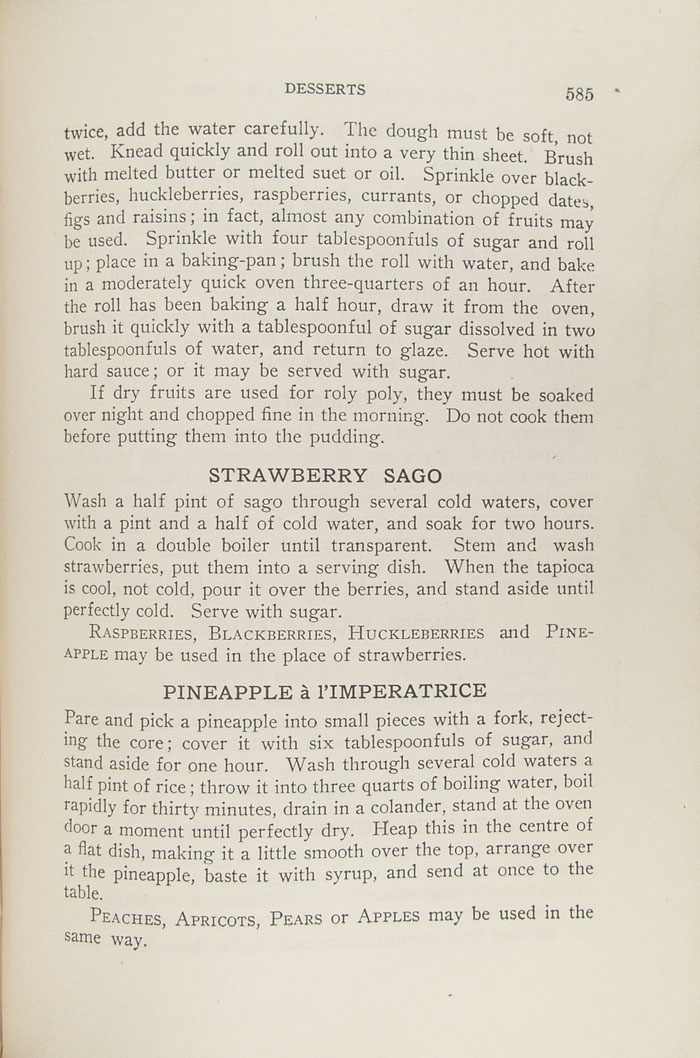 DESSERTS 585
twice, add the water carefully. The dough must be soft, not
wet. Knead quickly and roll out into a very thin sheet. Brush
with melted butter or melted suet or oil. Sprinkle over black-
berries, huckleberries, raspberries, currants, or chopped dates,
figs and raisins; in fact, almost any combination of fruits may
be used. Sprinkle with four tablespoonfuls of sugar and roll
up; place in a baking-pan; brush the roll with water, and bake
in a moderately quick oven three-quarters of an hour. After
the roll has been baking a half hour, draw it from the oven,
brush it quickly with a tablespoonful of sugar dissolved in two
tablespoonfuls of water, and return to glaze. Serve hot with
hard sauce; or it may be served with sugar.
If dry fruits are used for roly poly, they must be soaked
over night and chopped fine in the morning. Do not cook them
before putting them into the pudding.
STRAWBERRY SAGO
Wash a half pint of sago through several cold waters, cover
with a pint and a half of cold water, and soak for two hours.
Cook in a double boiler until transparent. Stem and wash
strawberries, put them into a serving dish. When the tapioca
is cool, not cold, pour it over the berries, and stand aside until
perfectly cold. Serve with sugar.
RASPBERRIES, BLACKBERRIES, HUCKLEBERRIES and PINE-
APPLE may be used in the place of strawberries.
PINEAPPLE à l'IMPERATRICE
Pare and pick a pineapple into small pieces with a fork, reject-
ing the core; cover it with six tablespoonfuls of sugar, and
stand aside for one hour. Wash through several cold waters a
half pint of rice; throw it into three quarts of boiling water, boil
rapidly for thirty minutes, drain in a colander, stand at the oven
door a moment until perfectly dry. Heap this in the centre of
a flat dish, making it a little smooth over the top, arrange over
it the pineapple, baste it with syrup, and send at once to the
table.
PEACHES, APRICOTS, PEARS or APPLES may be used in the
same way.